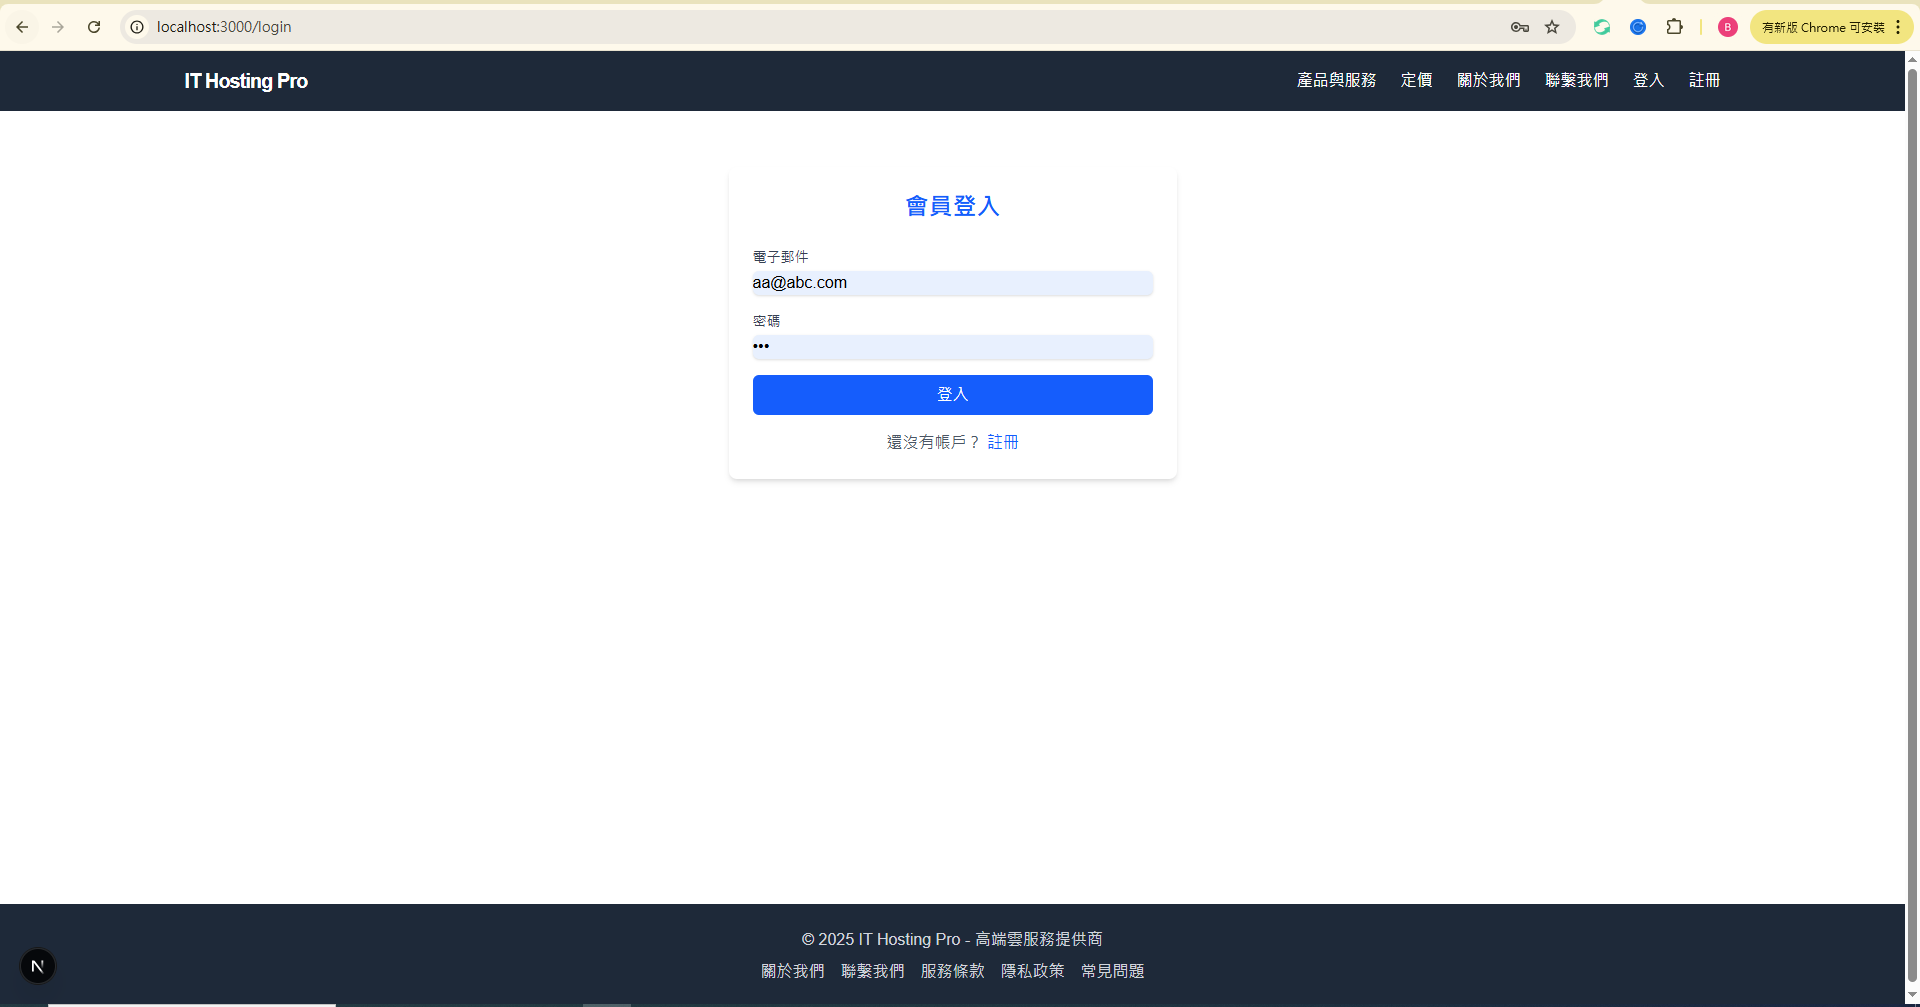 localhost:3000/login
B
有新版 Chrome 可安裝
IT Hosting Pro
產品與服務 定價 關於我們 聯繫我們 登入 註冊
會員登入
電子郵件
aa@abc.com
密碼
•••
登入
還沒有帳戶？ 註冊
© 2025 IT Hosting Pro - 高端雲服務提供商
關於我們 聯繫我們 服務條款 隱私政策 常見問題
N